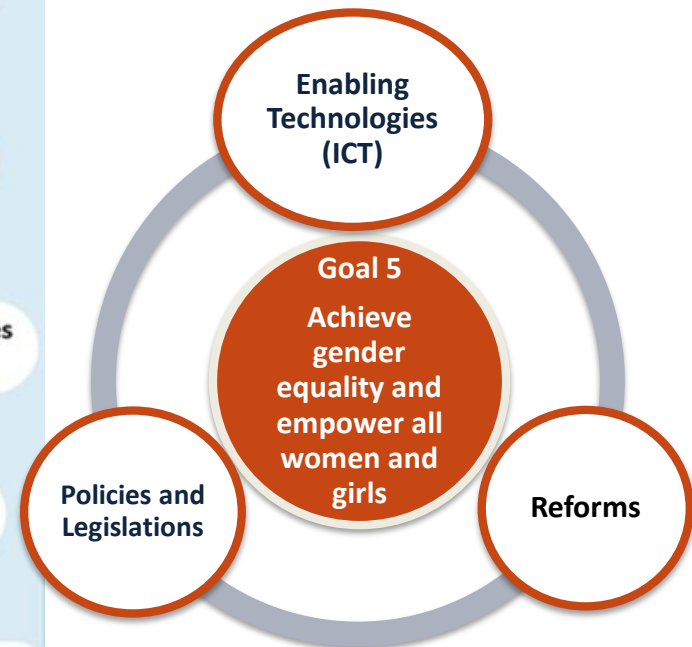 Enabling
Technologies
(ICT)
Goal 5
Achieve
gender
equality and
empower all
women and
girls
Policies and
Legislations
Reforms